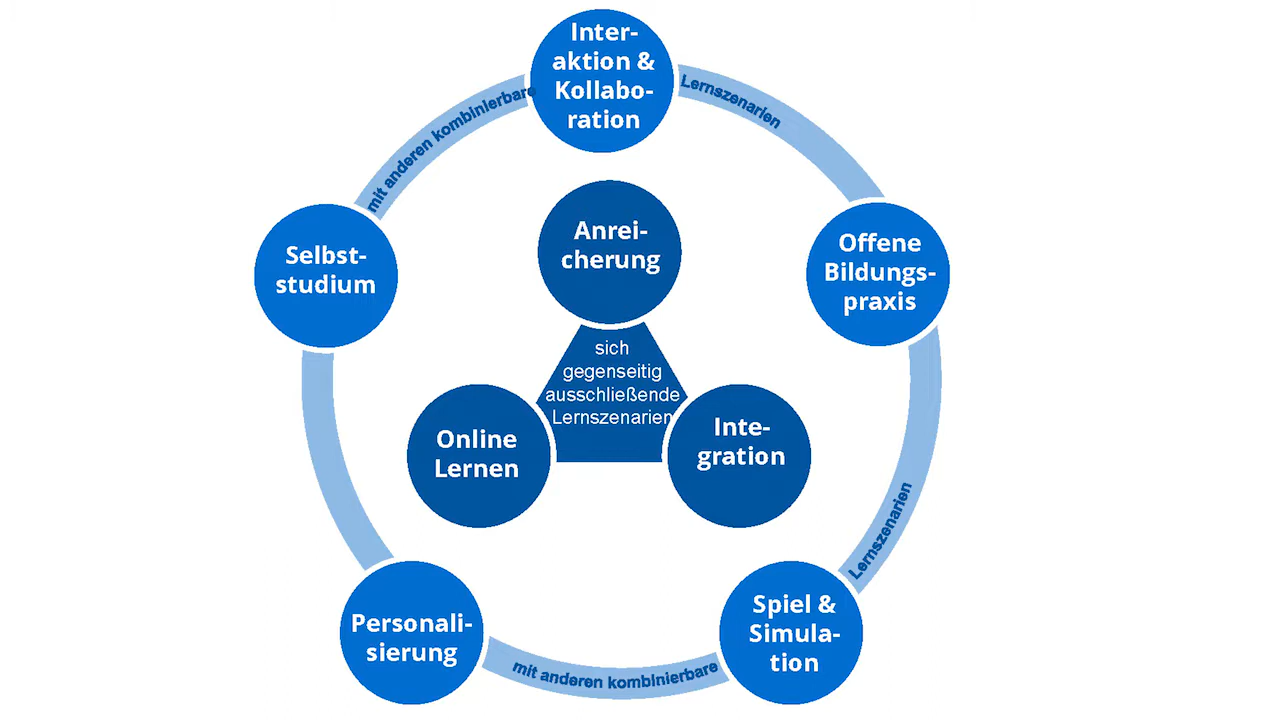 Inter-
aktion &
Kollabo-
ration
mit anderen kombinierbare
Lernszenarien
Selbst-
studium
Anrei-
cherung
Offene
Bildungs-
praxis
sich
gegenseitig
ausschließende
Lernszenarien
Online
Lernen
Inte-
gration
Lernszenarien
Personali-
sierung
Spiel &
Simula-
tion
mit anderen kombinierbare